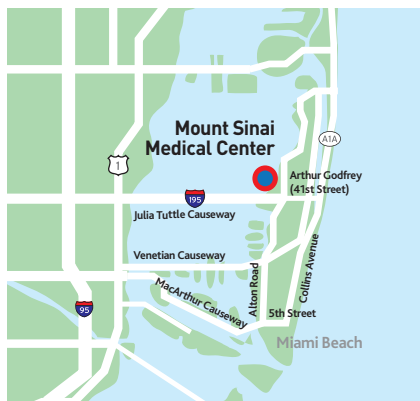 Mount Sinai
Medical Center
A1A
1
Arthur Godfrey
(41st Street)
195
Julia Tuttle Causeway
Venetian Causeway
Alton Road
Collins Avenue
MacArthur Causeway
95
5th Street
Miami Beach